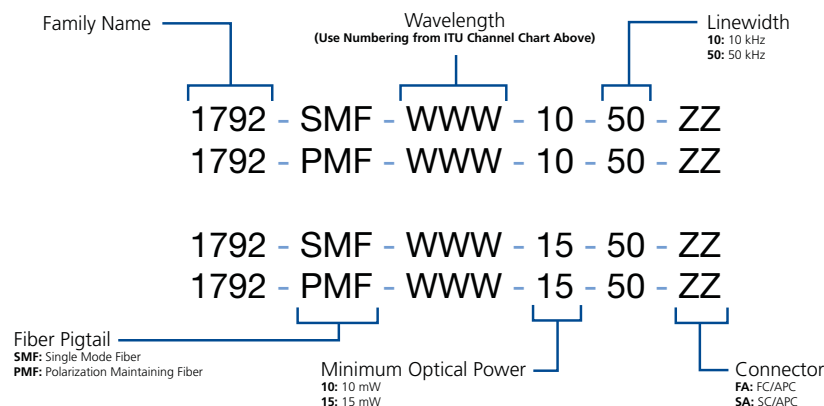 Family Name
Wavelength
(Use Numbering from ITU Channel Chart Above)
Linewidth
10: 10 kHz
50: 50 kHz
1792 - SMF - WWW - 10 - 50 - ZZ
1792 - PMF - WWW - 10 - 50 - ZZ
1792 - SMF - WWW - 15 - 50 - ZZ
1792 - PMF - WWW - 15 - 50 - ZZ
Fiber Pigtail
SMF: Single Mode Fiber
PMF: Polarization Maintaining Fiber
Minimum Optical Power
10: 10 mW
15: 15 mW
Connector
FA: FC/APC
SA: SC/APC